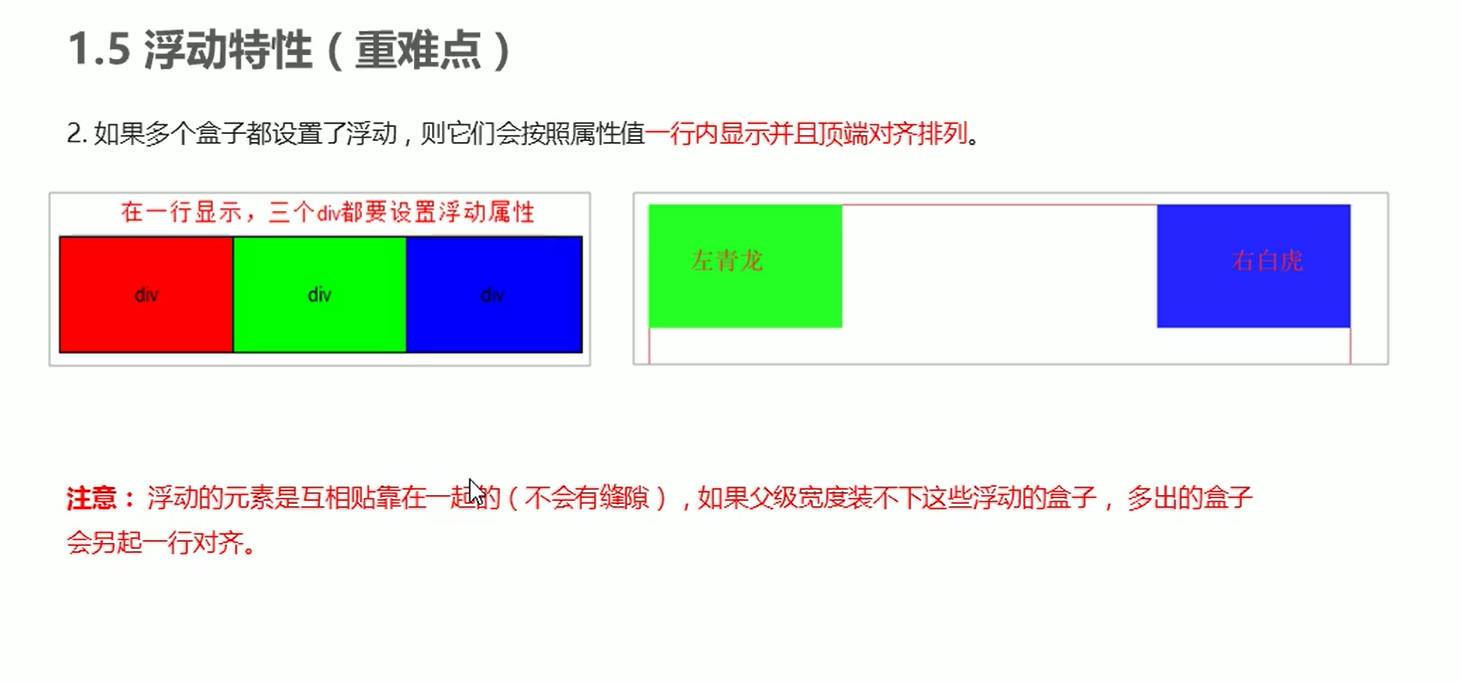 1.5 浮动特性（重难点）
2. 如果多个盒子都设置了浮动，则它们会按照属性值一行内显示并且顶端对齐排列。
在一行显示，三个div都要设置浮动属性
div
div
div
左青龙
右白虎
注意： 浮动的元素是互相贴靠在一起的（不会有缝隙），如果父级宽度装不下这些浮动的盒子， 多出的盒子
会另起一行对齐。